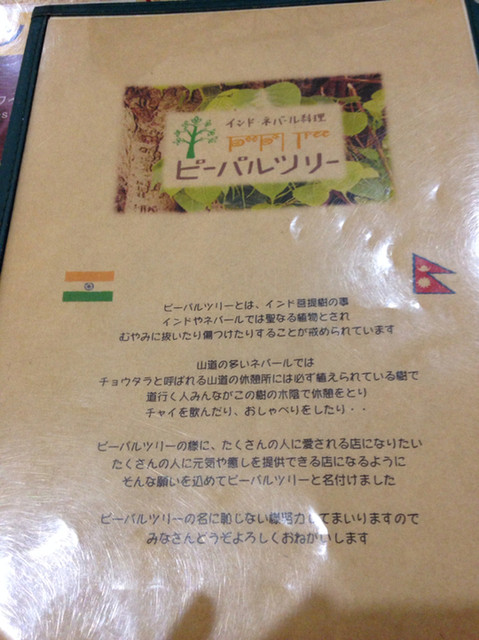 インド・ネパール料理
Peepal Tree
ピーパルツリー
ピーパルツリーとは、インド菩提樹の事
インドやネパールでは聖なる植物とされ
むやみに抜いたり傷つけたりすることが戒められています
山道の多いネパールでは
チョウタラと呼ばれる山道の休憩所には必ず植えられている樹で
道行く人みんながこの樹の木陰で休憩をとり
チャイを飲んだり、おしゃべりをしたり・・
ピーパルツリーの様に、たくさんの人に愛される店になりたい
たくさんの人に元気や癒しを提供できる店になるように
そんな願いを込めてピーパルツリーと名付けました
ピーパルツリーの名に恥じない様努力してまいりますので
みなさんどうぞよろしくおねがいします